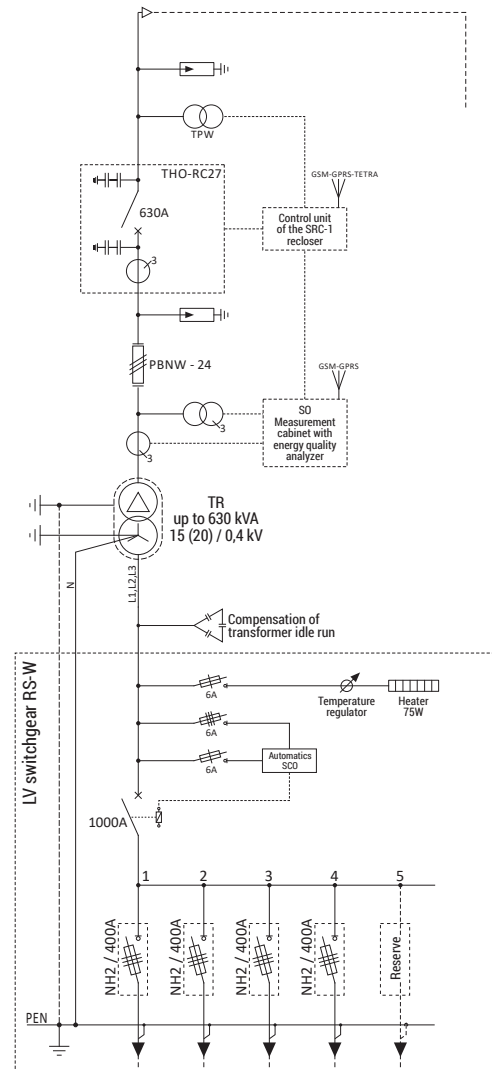 TPW
THO-RC27
GSM-GPRS-TETRA
630A
Control unit
of the SRC-1
recloser
3
PBNW - 24
GSM-GPRS
3
SO
Measurement
cabinet with
energy quality
analyzer
3
TR
up to 630 kVA
15 (20) / 0,4 kV
N
L1,L2,L3
Compensation of
transformer idle run
LV switchgear RS-W
6A
Temperature
regulator
Heater
75W
6A
6A
Automatics
SCO
1000A
1
2
3
4
5
NH2 / 400A
NH2 / 400A
NH2 / 400A
NH2 / 400A
Reserve
PEN